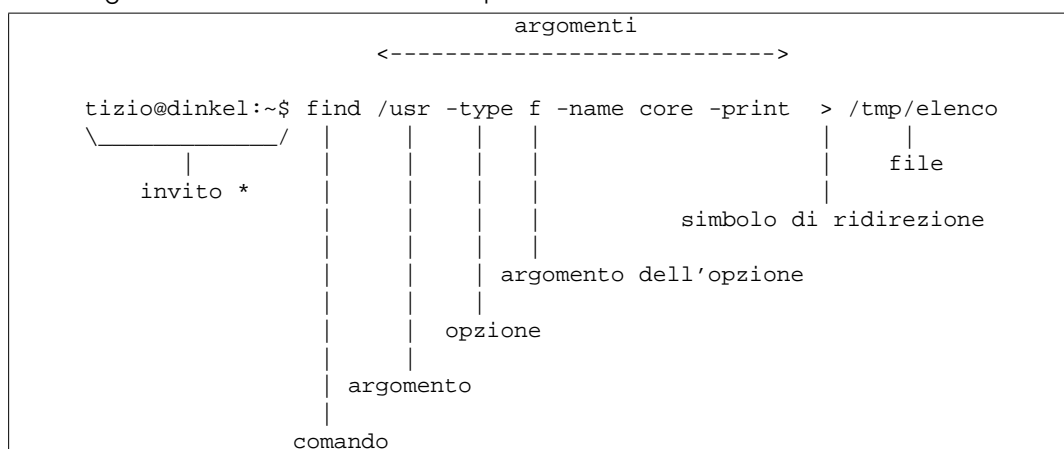 argomenti
<---------------------------->
tizio@dinkel:~$ find /usr -type f -name core -print > /tmp/elenco
file
invito *
simbolo di ridirezione
argomento dell'opzione
opzione
argomento
comando